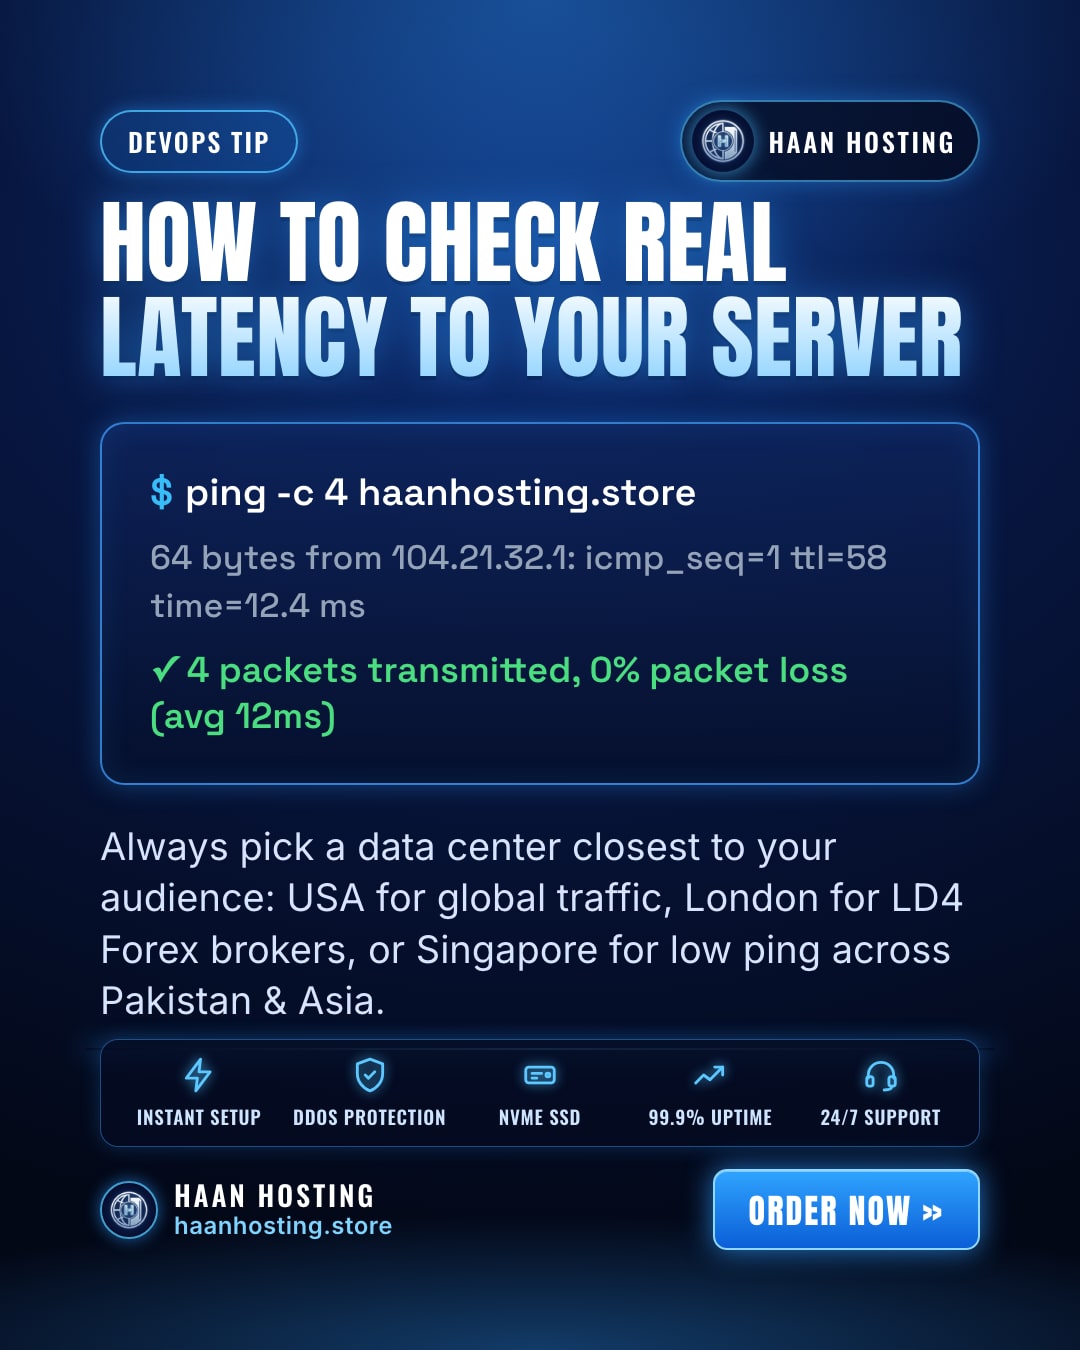 DEVOPS TIP
HAAN HOSTING
HOW TO CHECK REAL
LATENCY TO YOUR SERVER
$ ping -c 4 haanhosting.store
64 bytes from 104.21.32.1: icmp_seq=1 ttl=58
time=12.4 ms
✓ 4 packets transmitted, 0% packet loss
(avg 12ms)
Always pick a data center closest to your
audience: USA for global traffic, London for LD4
Forex brokers, or Singapore for low ping across
Pakistan & Asia.
INSTANT SETUP
DDOS PROTECTION
NVME SSD
99.9% UPTIME
24/7 SUPPORT
HAAN HOSTING
haanhosting.store
ORDER NOW »